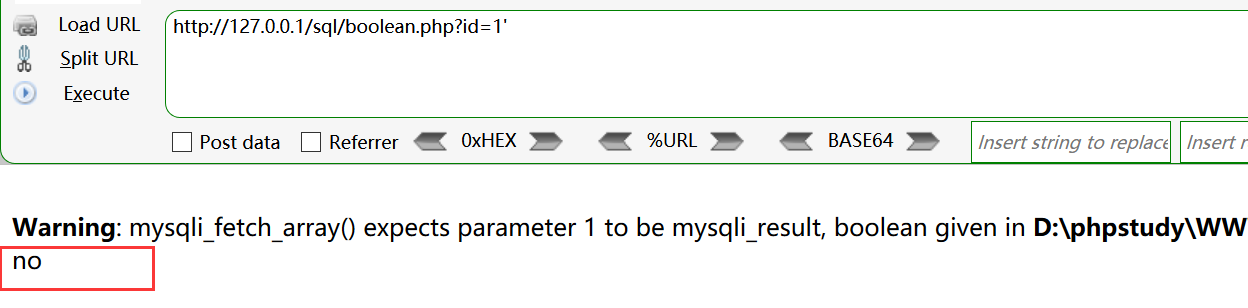 Load URL
Split URL
Execute
http://127.0.0.1/sql/boolean.php?id=1'
Post data Referrer 0xHEX %URL BASE64 Insert string to replace Insert r
Warning: mysqli_fetch_array() expects parameter 1 to be mysqli_result, boolean given in D:\phpstudy\WW
no